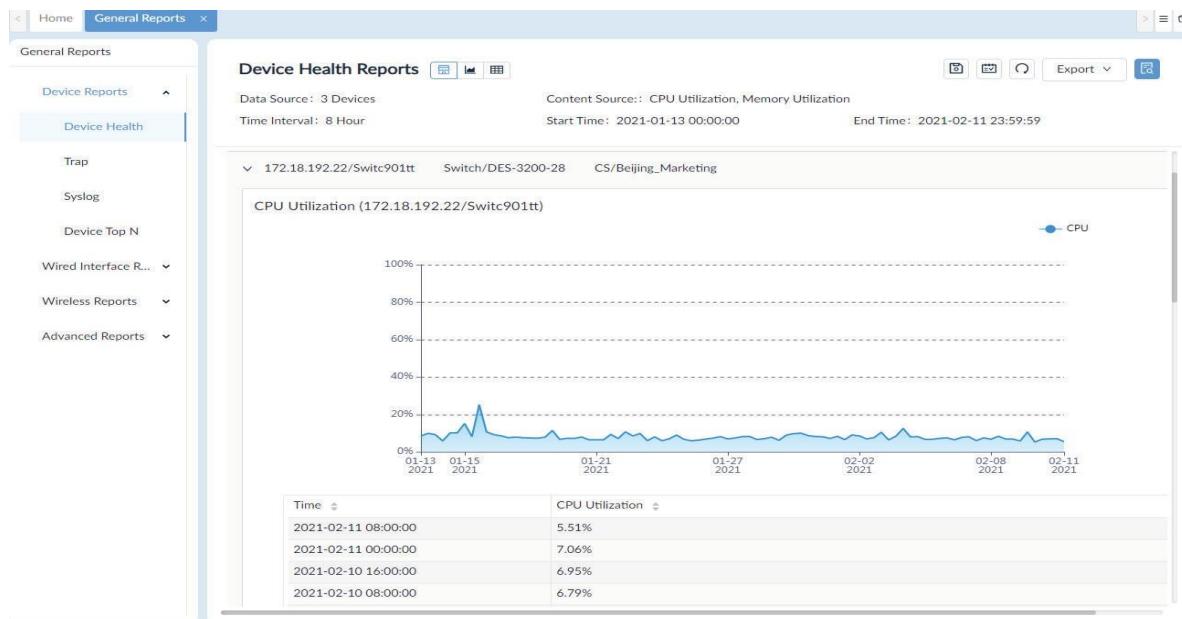 Home General Reports ×
General Reports
Device Reports
Device Health
Trap
Syslog
Device Top N
Wired Interface R...
Wireless Reports
Advanced Reports
Device Health Reports
Export
Data Source: 3 Devices Content Source:: CPU Utilization, Memory Utilization
Time Interval: 8 Hour Start Time: 2021-01-13 00:00:00 End Time: 2021-02-11 23:59:59
172.18.192.22/Switc901tt Switch/DES-3200-28 CS/Beijing_Marketing
CPU Utilization (172.18.192.22/Switc901tt)
CPU
100%
80%
60%
40%
20%
0%
01-13 01-15 01-21 01-27 02-02 02-08 02-11
2021 2021 2021 2021 2021 2021 2021
Time CPU Utilization
2021-02-11 08:00:00 5.51%
2021-02-11 00:00:00 7.06%
2021-02-10 16:00:00 6.95%
2021-02-10 08:00:00 6.79%